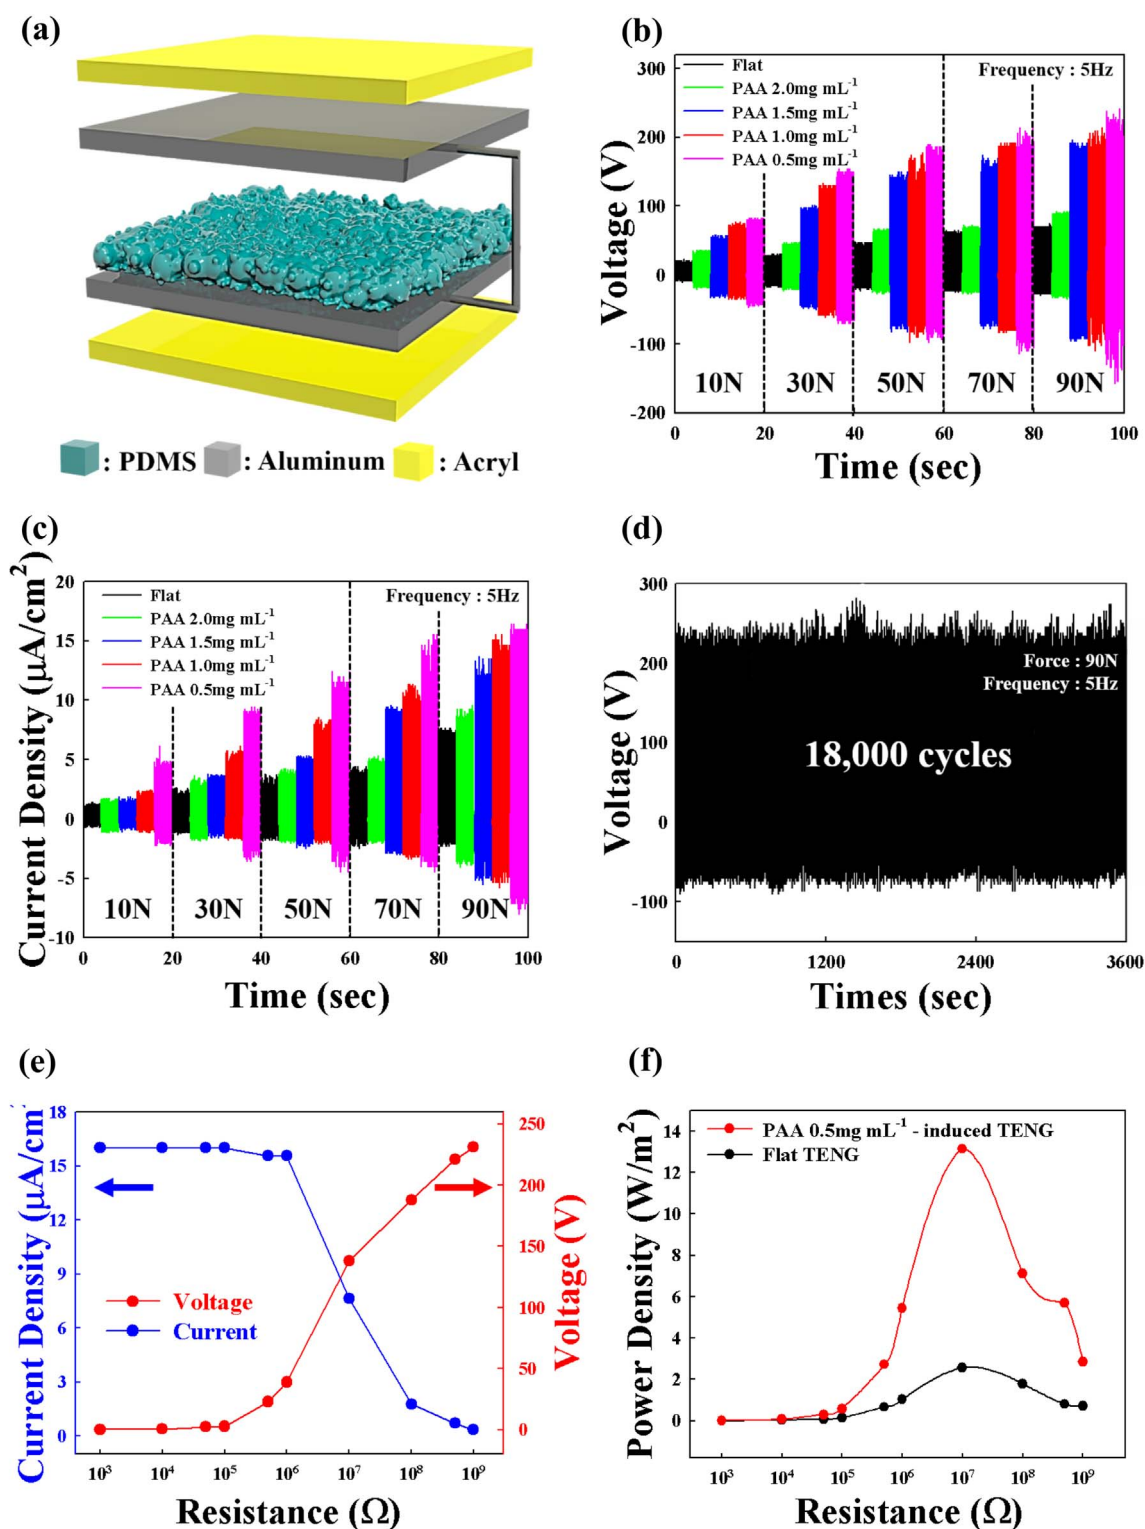 (a)
: PDMS : Aluminum : Acryl
(b)
Voltage (V)
300
200
100
0
-100
-200
Flat
PAA 2.0mg mL⁻¹
PAA 1.5mg mL⁻¹
PAA 1.0mg mL⁻¹
PAA 0.5mg mL⁻¹
Frequency : 5Hz
10N 30N 50N 70N 90N
0 20 40 60 80 100
Time (sec)
(c)
Current Density (µA/cm²)
20
15
10
5
0
-5
-10
Flat
PAA 2.0mg mL⁻¹
PAA 1.5mg mL⁻¹
PAA 1.0mg mL⁻¹
PAA 0.5mg mL⁻¹
Frequency : 5Hz
10N 30N 50N 70N 90N
0 20 40 60 80 100
Time (sec)
(d)
Voltage (V)
300
200
100
0
-100
Force : 90N
Frequency : 5Hz
18,000 cycles
0 1200 2400 3600
Times (sec)
(e)
Current Density (µA/cm
18
15
12
9
6
3
0
Voltage
Current
250
200
150
100
50
0
Voltage (V)
10³ 10⁴ 10⁵ 10⁶ 10⁷ 10⁸ 10⁹
Resistance (Ω)
(f)
Power Density (W/m²)
14
12
10
8
6
4
2
0
PAA 0.5mg mL⁻¹ - induced TENG
Flat TENG
10³ 10⁴ 10⁵ 10⁶ 10⁷ 10⁸ 10⁹
Resistance (Ω)